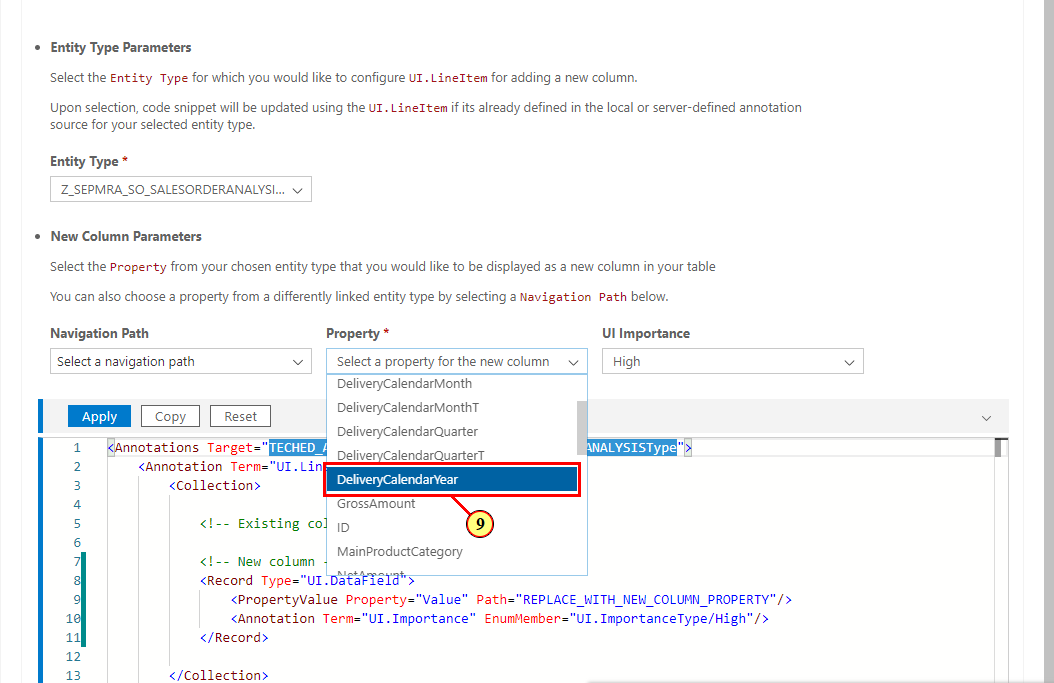 • Entity Type Parameters
Select the Entity Type for which you would like to configure UI.LineItem for adding a new column.
Upon selection, code snippet will be updated using the UI.LineItem if its already defined in the local or server-defined annotation
source for your selected entity type.
Entity Type *
Z_SEPMRA_SO_SALESORDERANALYSI...
• New Column Parameters
Select the Property from your chosen entity type that you would like to be displayed as a new column in your table
You can also choose a property from a differently linked entity type by selecting a Navigation Path below.
Navigation Path Property * UI Importance
Select a navigation path Select a property for the new column High
DeliveryCalendarMonth
DeliveryCalendarMonthT
DeliveryCalendarQuarter
DeliveryCalendarQuarterT
DeliveryCalendarYear
GrossAmount
ID
MainProductCategory
NetAmount
9
Apply Copy Reset
1 <Annotations Target="TECHED_A ANALYSISType">
2 <Annotation Term="UI.Lin
3 <Collection>
4
5 <!-- Existing col
6
7 <!-- New column -
8 <Record Type="UI.DataField">
9 <PropertyValue Property="Value" Path="REPLACE_WITH_NEW_COLUMN_PROPERTY"/>
10 <Annotation Term="UI.Importance" EnumMember="UI.ImportanceType/High"/>
11 </Record>
12
13 </Collection>